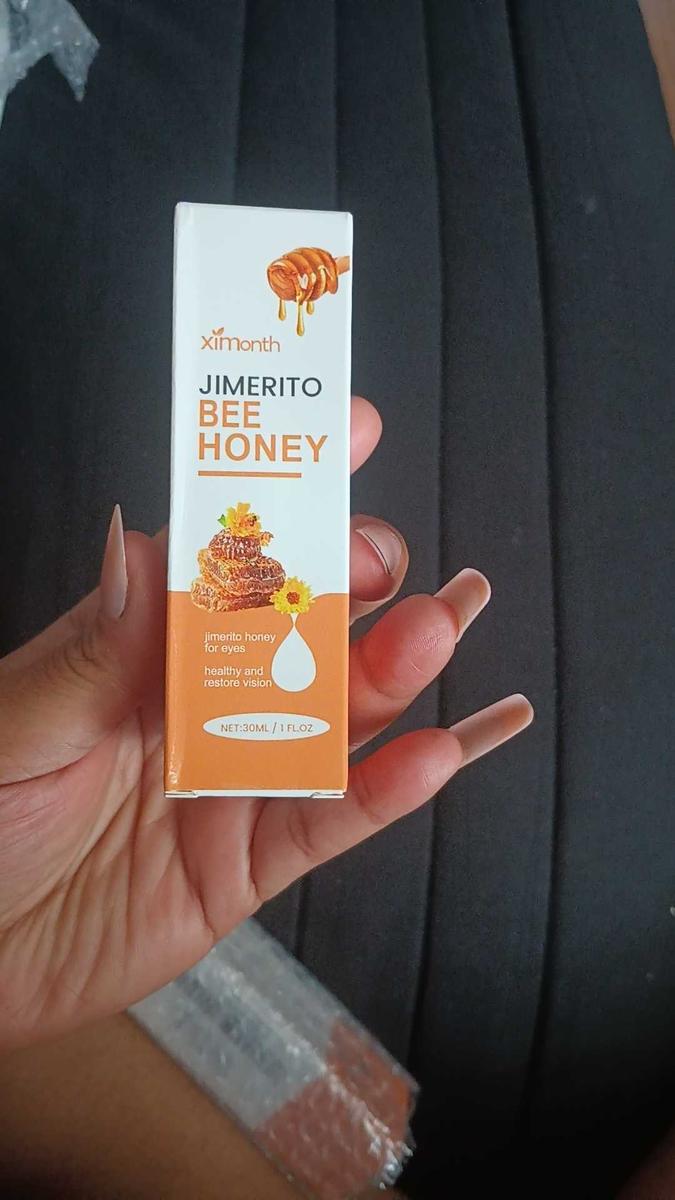 ximonth
JIMERITO
BEE
HONEY
jimerito honey
for eyes
healthy and
restore vision
NET:30ML / 1 FL.OZ